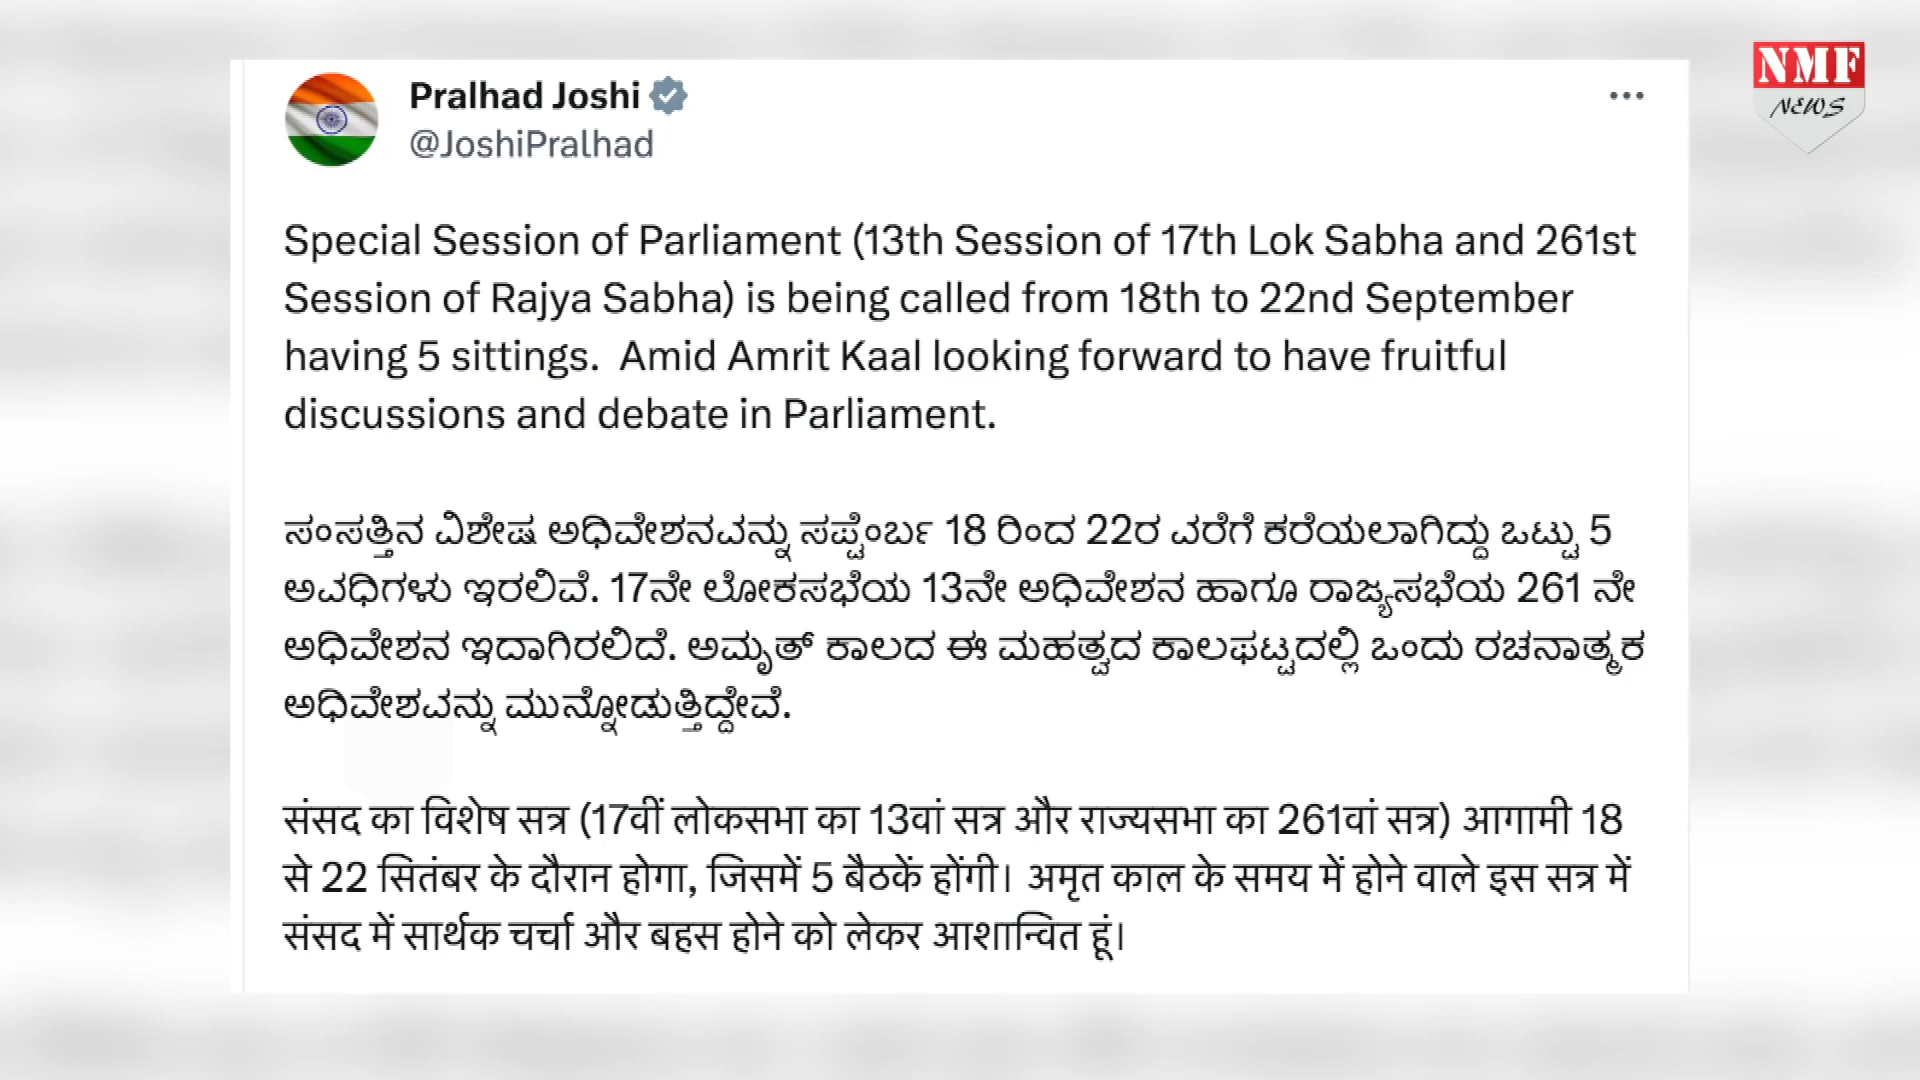 Pralhad Joshi
@JoshiPralhad
NMF
NEWS
Special Session of Parliament (13th Session of 17th Lok Sabha and 261st
Session of Rajya Sabha) is being called from 18th to 22nd September
having 5 sittings.  Amid Amrit Kaal looking forward to have fruitful
discussions and debate in Parliament.
ಸಂಸತ್ತಿನ ವಿಶೇಷ ಅಧಿವೇಶನವನ್ನು ಸಪ್ಟೆಂರ್ಬ 18 ರಿಂದ 22ರ ವರೆಗೆ ಕರೆಯಲಾಗಿದ್ದು ಒಟ್ಟು 5
ಅವಧಿಗಳು ಇರಲಿವೆ. 17ನೇ ಲೋಕಸಭೆಯ 13ನೇ ಅಧಿವೇಶನ ಹಾಗೂ ರಾಜ್ಯಸಭೆಯ 261 ನೇ
ಅಧಿವೇಶನ ಇದಾಗಿರಲಿದೆ. ಅಮೃತ್ ಕಾಲದ ಈ ಮಹತ್ವದ ಕಾಲಘಟ್ಟದಲ್ಲಿ ಒಂದು ರಚನಾತ್ಮಕ
ಅಧಿವೇಶವನ್ನು ಮುನ್ನೋಡುತ್ತಿದ್ದೇವೆ.
संसद का विशेष सत्र (17वीं लोकसभा का 13वां सत्र और राज्यसभा का 261वां सत्र) आगामी 18
से 22 सितंबर के दौरान होगा, जिसमें 5 बैठकें होंगी। अमृत काल के समय में होने वाले इस सत्र में
संसद में सार्थक चर्चा और बहस होने को लेकर आशान्वित हूं।